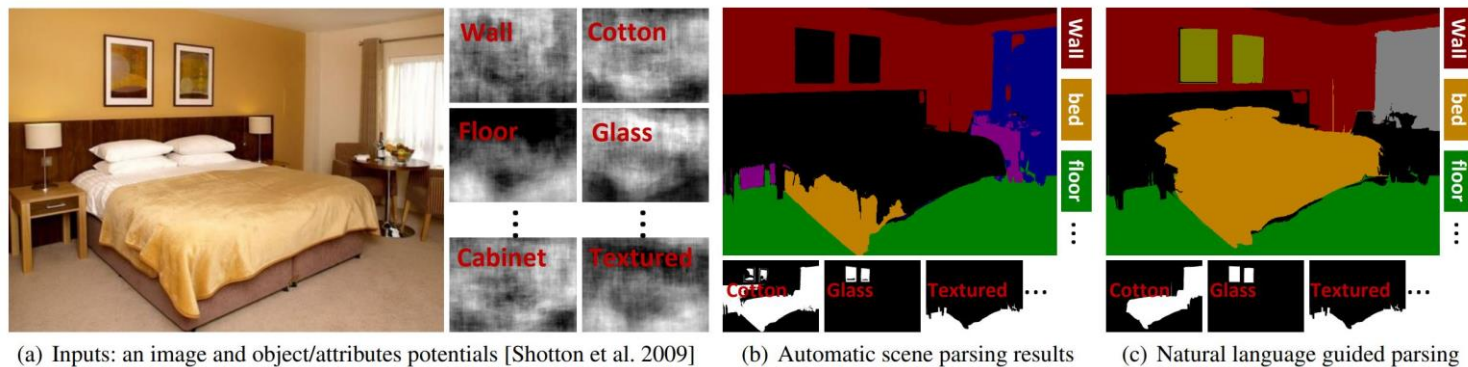 Wall
Cotton
Floor
Glass
Cabinet
Textured
Wall
bed
floor
...
Cotton
Glass
Textured
...
Wall
bed
floor
...
Cotton
Glass
Textured
...
(a) Inputs: an image and object/attributes potentials [Shotton et al. 2009]
(b) Automatic scene parsing results
(c) Natural language guided parsing